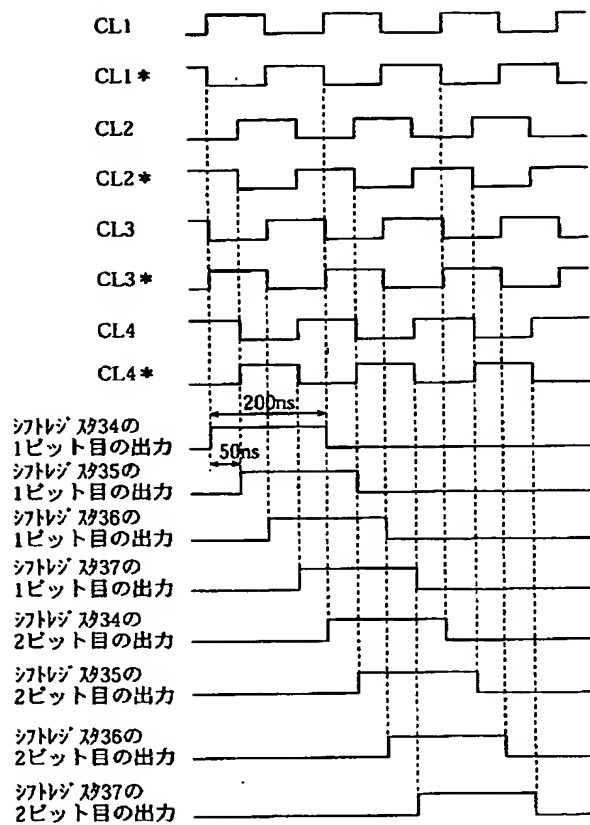 CL1
CL1*
CL2
CL2*
CL3
CL3*
CL4
CL4*
200ns
ｼﾌﾄﾚｼﾞｽﾀ34の
1ビット目の出力
50ns
ｼﾌﾄﾚｼﾞｽﾀ35の
1ビット目の出力
ｼﾌﾄﾚｼﾞｽﾀ36の
1ビット目の出力
ｼﾌﾄﾚｼﾞｽﾀ37の
1ビット目の出力
ｼﾌﾄﾚｼﾞｽﾀ34の
2ビット目の出力
ｼﾌﾄﾚｼﾞｽﾀ35の
2ビット目の出力
ｼﾌﾄﾚｼﾞｽﾀ36の
2ビット目の出力
ｼﾌﾄﾚｼﾞｽﾀ37の
2ビット目の出力